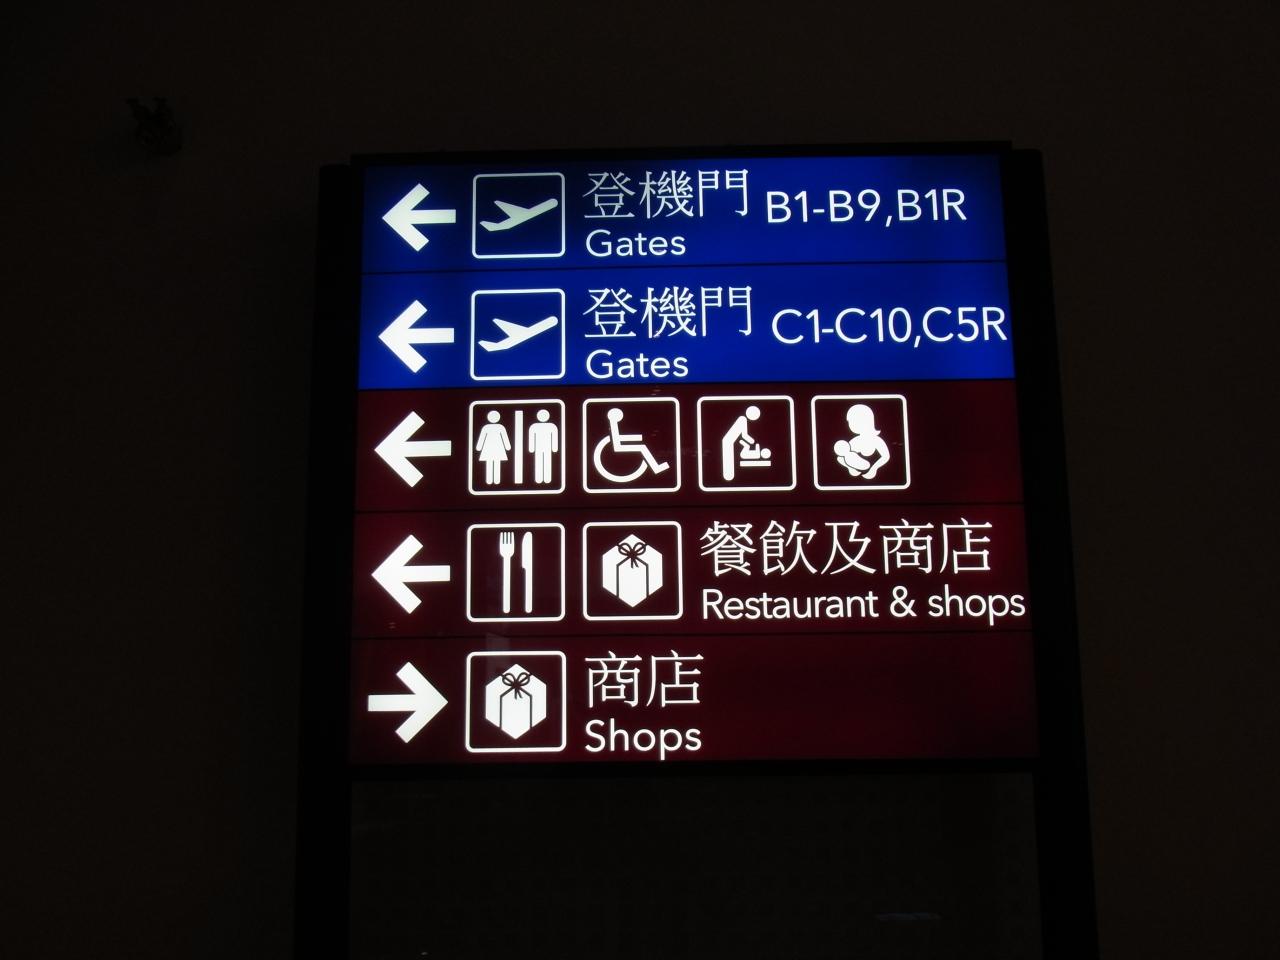 登機門 B1-B9,B1R
Gates
登機門 C1-C10,C5R
Gates
餐飲及商店
Restaurant & shops
商店
Shops